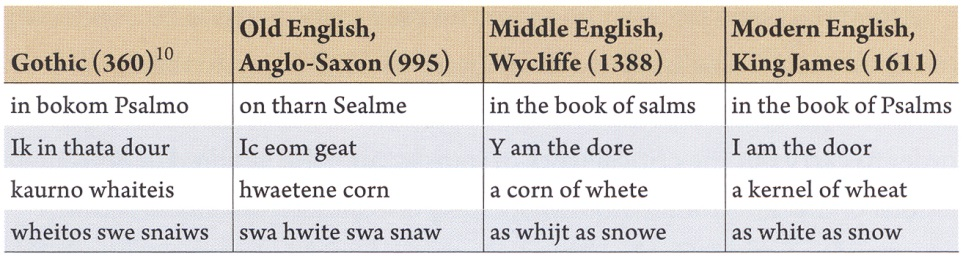 Gothic (360)10 | Old English, Anglo-Saxon (995) | Middle English, Wycliffe (1388) | Modern English, King James (1611)
in bokom Psalmo | on tharn Sealme | in the book of salms | in the book of Psalms
Ik in thata dour | Ic eom geat | Y am the dore | I am the door
kaurno whaiteis | hwaetene corn | a corn of whete | a kernel of wheat
wheitos swe snaiws | swa hwite swa snaw | as whijt as snowe | as white as snow